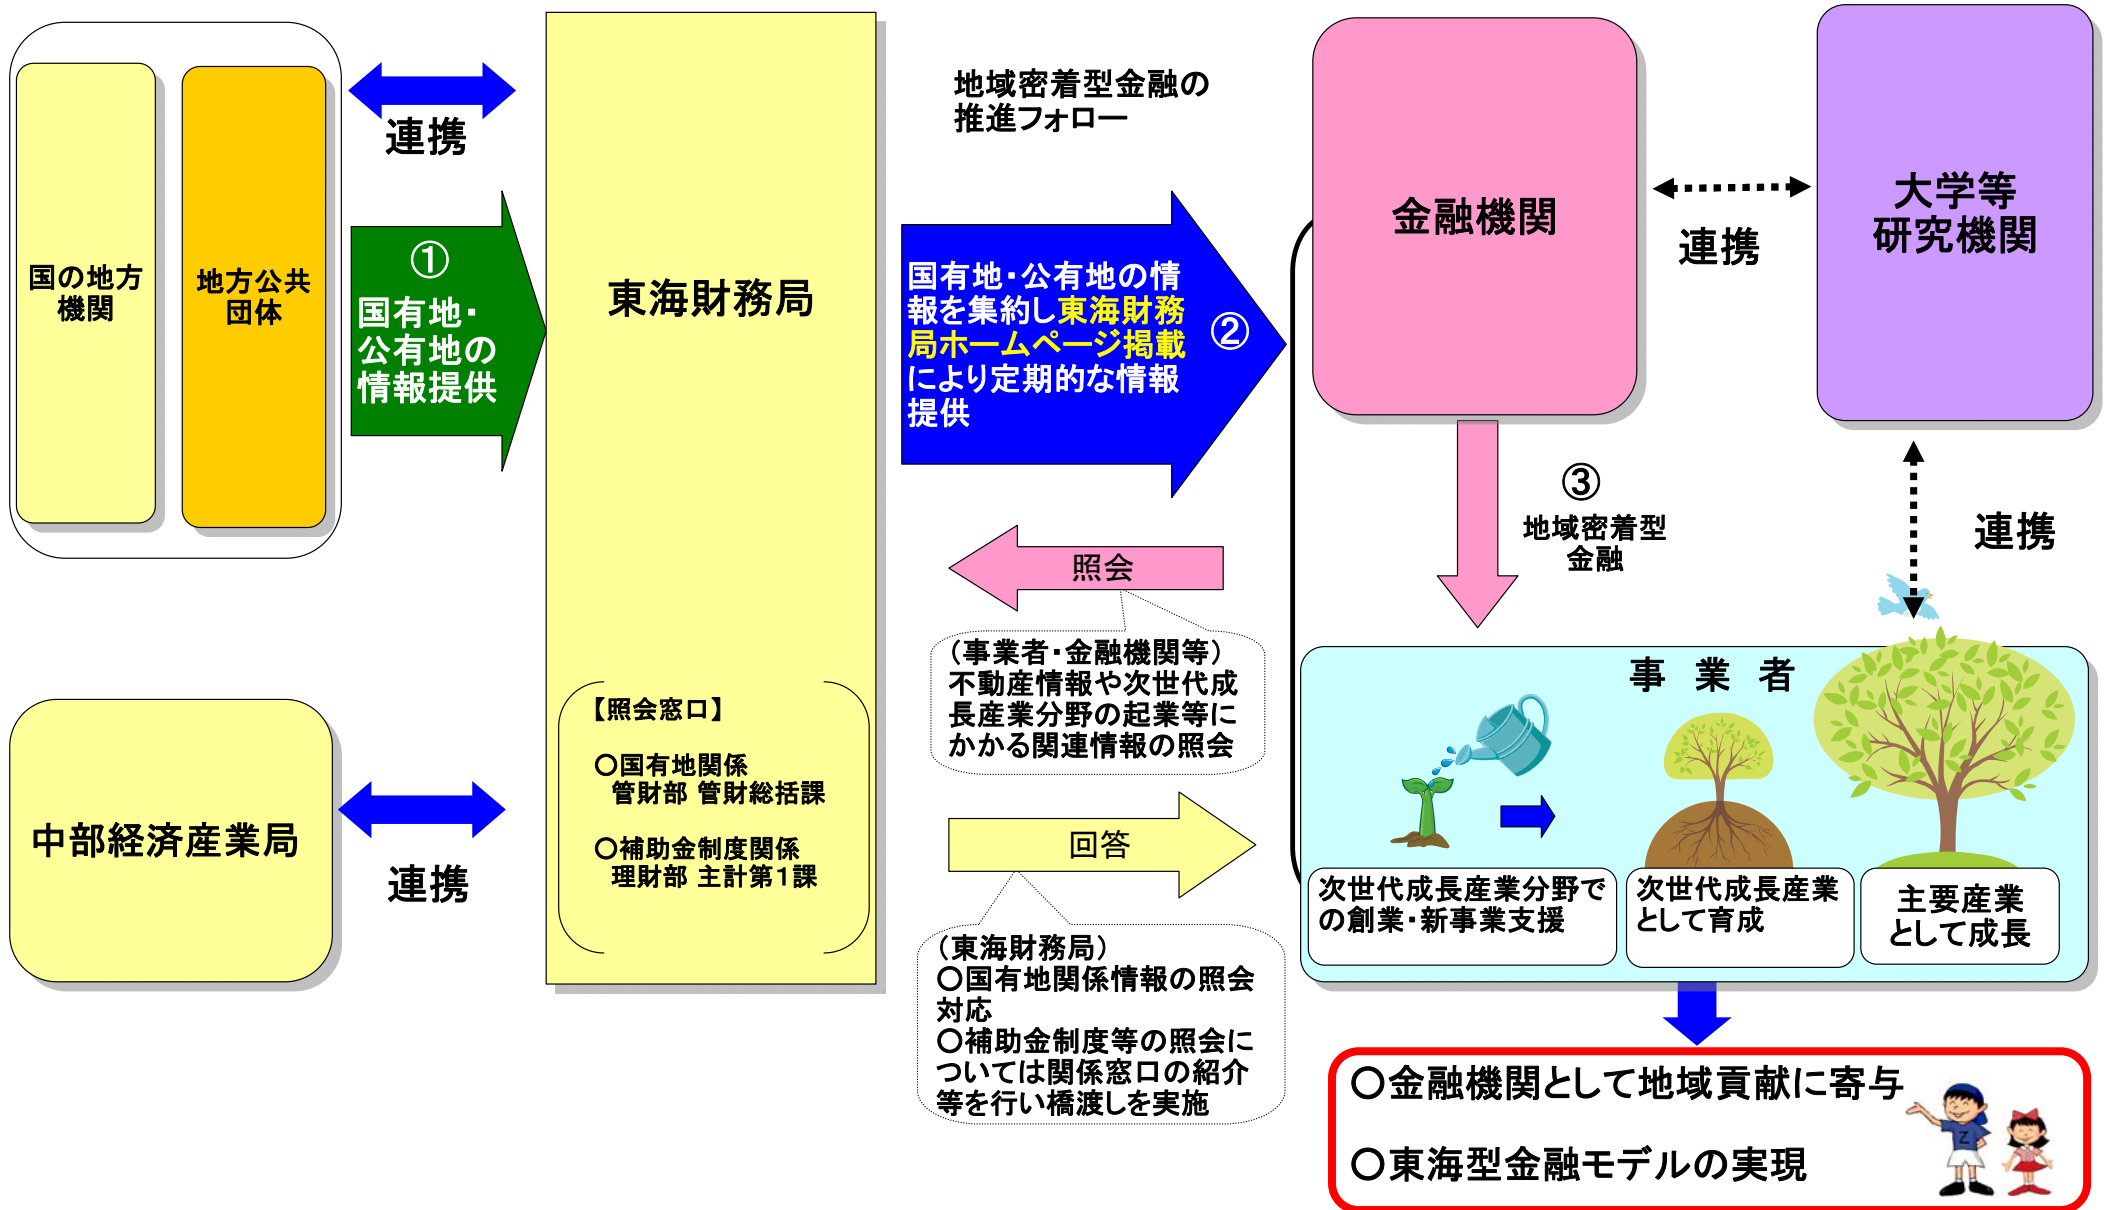 国の地方
機関
地方公共
団体
連携
①
国有地・
公有地の
情報提供
東海財務局
地域密着型金融の
推進フォロー
国有地・公有地の情
報を集約し東海財務
局ホームページ掲載
により定期的な情報
提供
②
金融機関
連携
大学等
研究機関
③
地域密着型
金融
連携
照会
（事業者・金融機関等）
不動産情報や次世代成
長産業分野の起業等に
かかる関連情報の照会
中部経済産業局
連携
【照会窓口】
〇国有地関係
管財部 管財総括課
〇補助金制度関係
理財部 主計第１課
回答
（東海財務局）
〇国有地関係情報の照会
対応
〇補助金制度等の照会に
ついては関係窓口の紹介
等を行い橋渡しを実施
事 業 者
次世代成長産業分野で
の創業・新事業支援
次世代成長産業
として育成
主要産業
として成長
〇金融機関として地域貢献に寄与
〇東海型金融モデルの実現
Z